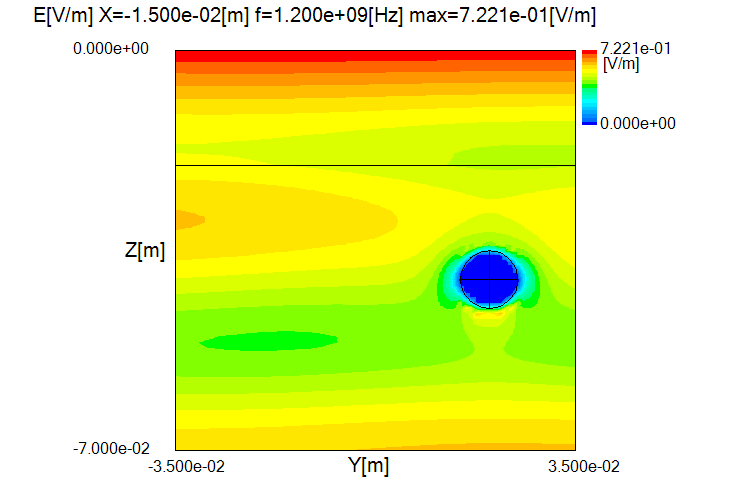 E[V/m] X=-1.500e-02[m] f=1.200e+09[Hz] max=7.221e-01[V/m]
0.000e+00
7.221e-01
[V/m]
0.000e+00
Z[m]
-7.000e-02
-3.500e-02
Y[m]
3.500e-02